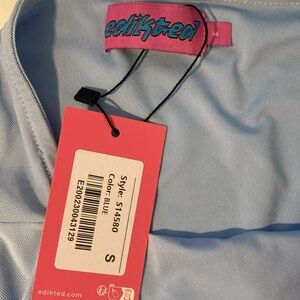 edikted
Style: S14580
Color: BLUE
E200230043129
S
edikted.com